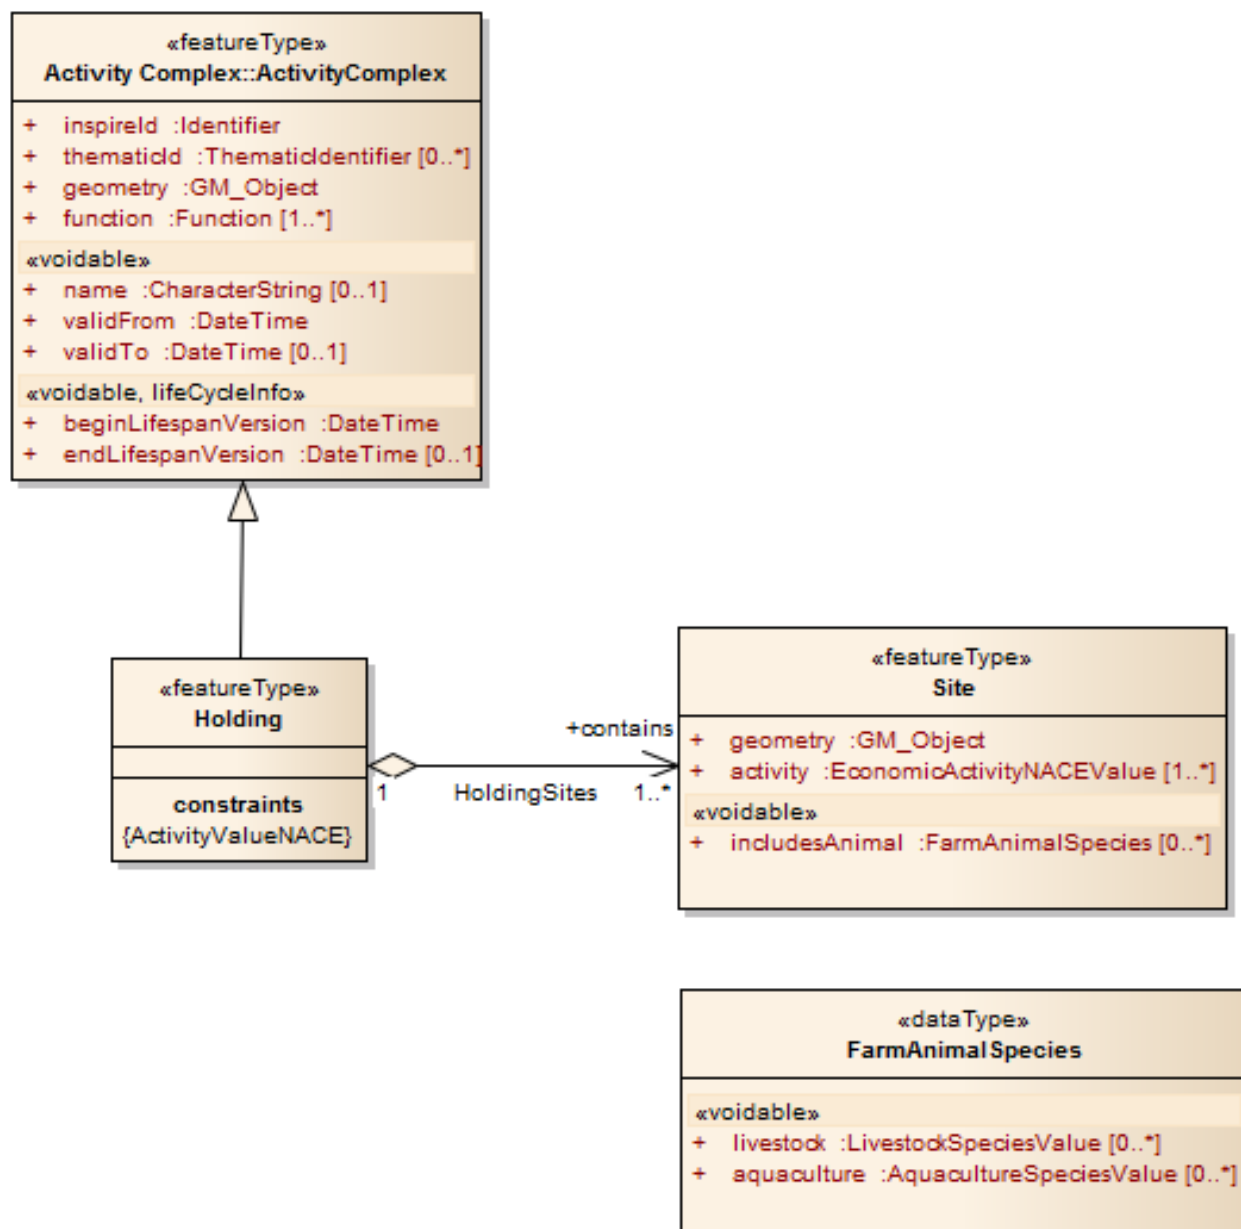 «featureType»
Activity Complex::ActivityComplex
+ inspireId :Identifier
+ thematicId :ThematicIdentifier [0..*]
+ geometry :GM_Object
+ function :Function [1..*]
«voidable»
+ name :CharacterString [0..1]
+ validFrom :DateTime
+ validTo :DateTime [0..1]
«voidable, lifeCycleInfo»
+ beginLifespanVersion :DateTime
+ endLifespanVersion :DateTime [0..1]
«featureType»
Holding
constraints
{ActivityValueNACE}
+contains
1 HoldingSites 1..*
«featureType»
Site
+ geometry :GM_Object
+ activity :EconomicActivityNACEValue [1..*]
«voidable»
+ includesAnimal :FarmAnimalSpecies [0..*]
«dataType»
FarmAnimalSpecies
«voidable»
+ livestock :LivestockSpeciesValue [0..*]
+ aquaculture :AquacultureSpeciesValue [0..*]